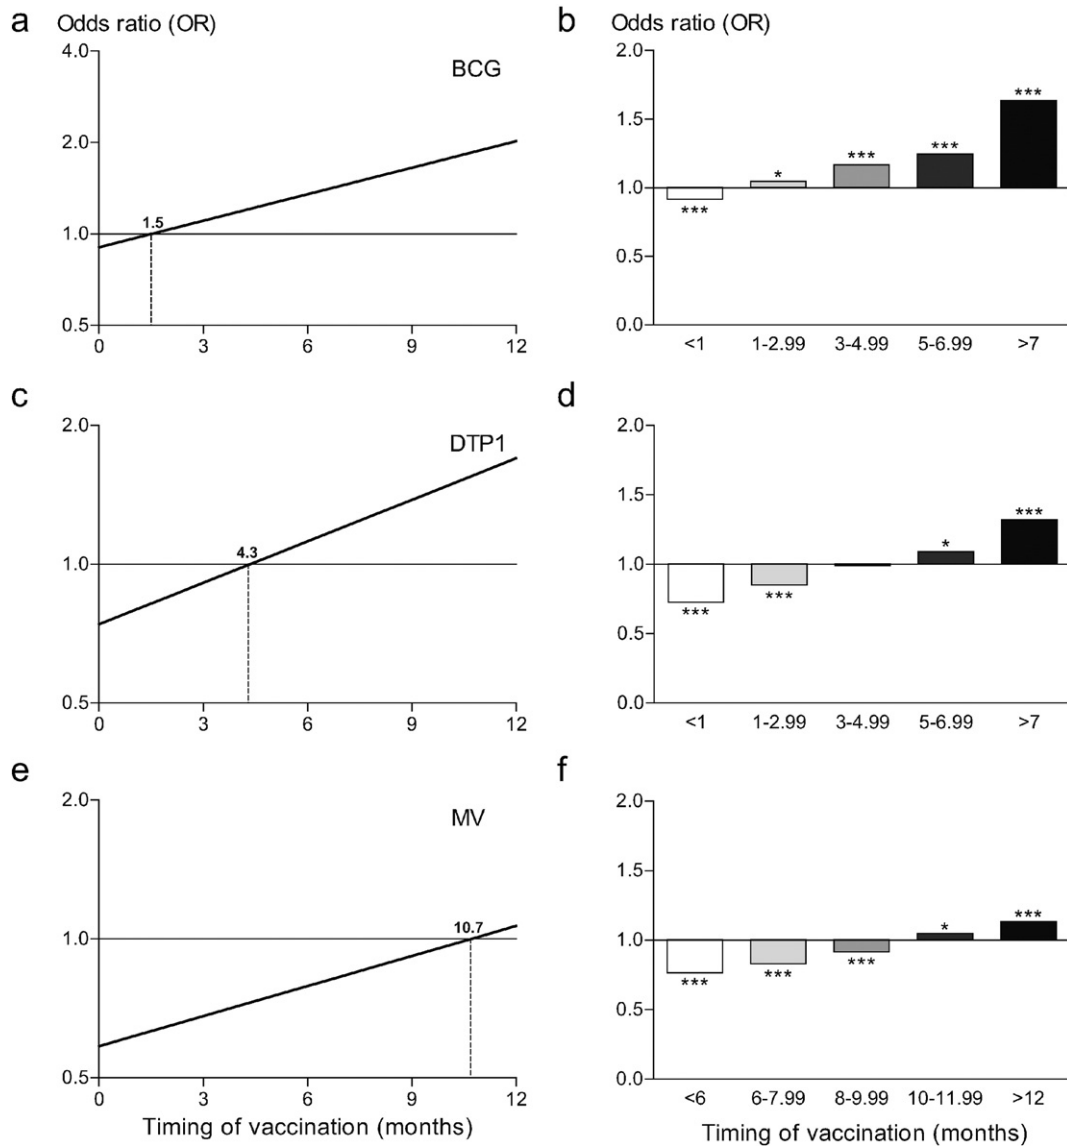 a Odds ratio (OR)
4.0
BCG
2.0
1.5
1.0
0.5
0 3 6 9 12
b Odds ratio (OR)
2.0
***
1.5
***
***
*
1.0
***
0.5
0.0
<1 1-2.99 3-4.99 5-6.99 >7
c
2.0
DTP1
4.3
1.0
0.5
0 3 6 9 12
d
2.0
1.5
***
*
1.0
***
***
0.5
0.0
<1 1-2.99 3-4.99 5-6.99 >7
e
2.0
MV
10.7
1.0
0.5
0 3 6 9 12
Timing of vaccination (months)
f
2.0
1.5
***
*
1.0
***
***
***
0.5
0.0
<6 6-7.99 8-9.99 10-11.99 >12
Timing of vaccination (months)